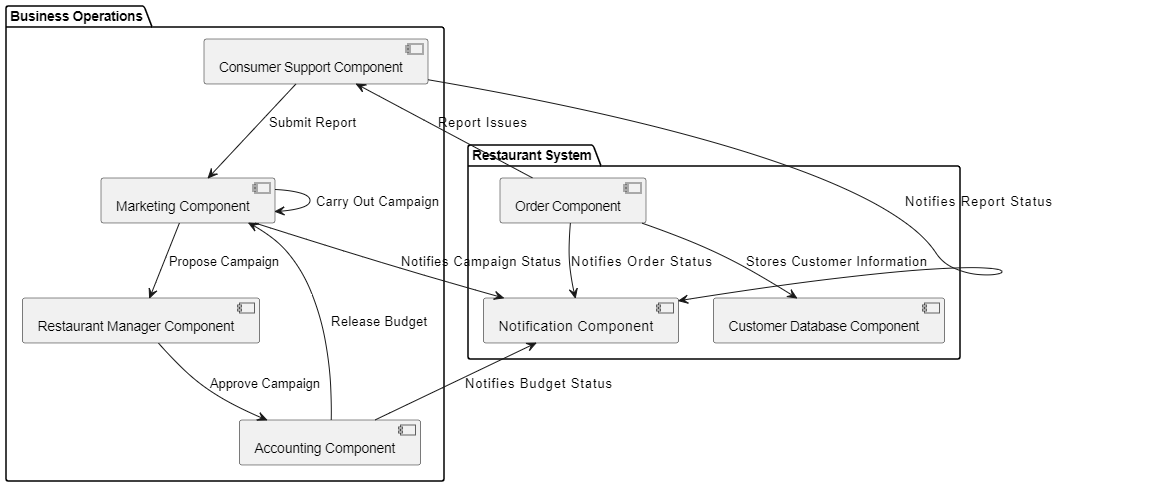 Business Operations
Consumer Support Component
Submit Report
Report Issues
Restaurant System
Marketing Component
Carry Out Campaign
Order Component
Notifies Report Status
Propose Campaign
Notifies Campaign Status
Notifies Order Status
Stores Customer Information
Restaurant Manager Component
Release Budget
Notification Component
Customer Database Component
Approve Campaign
Notifies Budget Status
Accounting Component